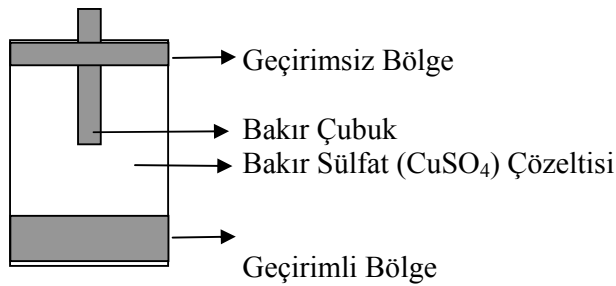 Geçirimsiz Bölge
Bakır Çubuk
Bakır Sülfat (CuSO₄) Çözeltisi
Geçirimli Bölge